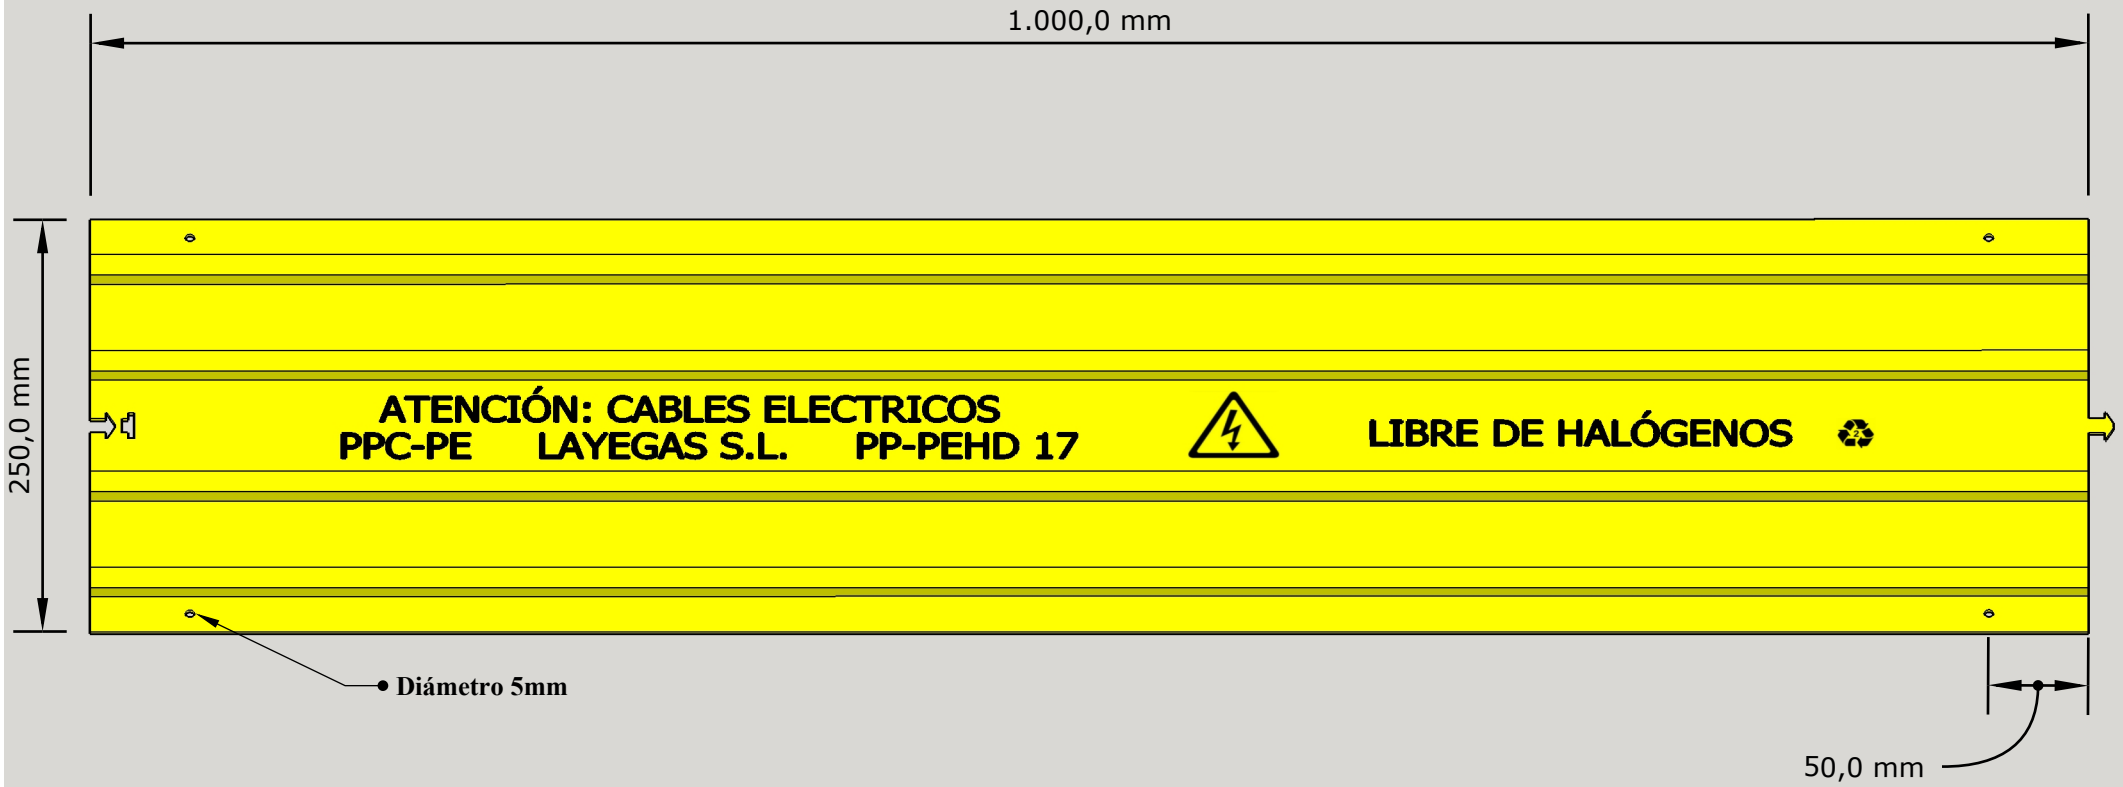 1.000,0 mm
250,0 mm
ATENCIÓN: CABLES ELECTRICOS
PPC-PE LAYEGAS S.L. PP-PEHD 17
LIBRE DE HALÓGENOS
2
Diámetro 5mm
50,0 mm